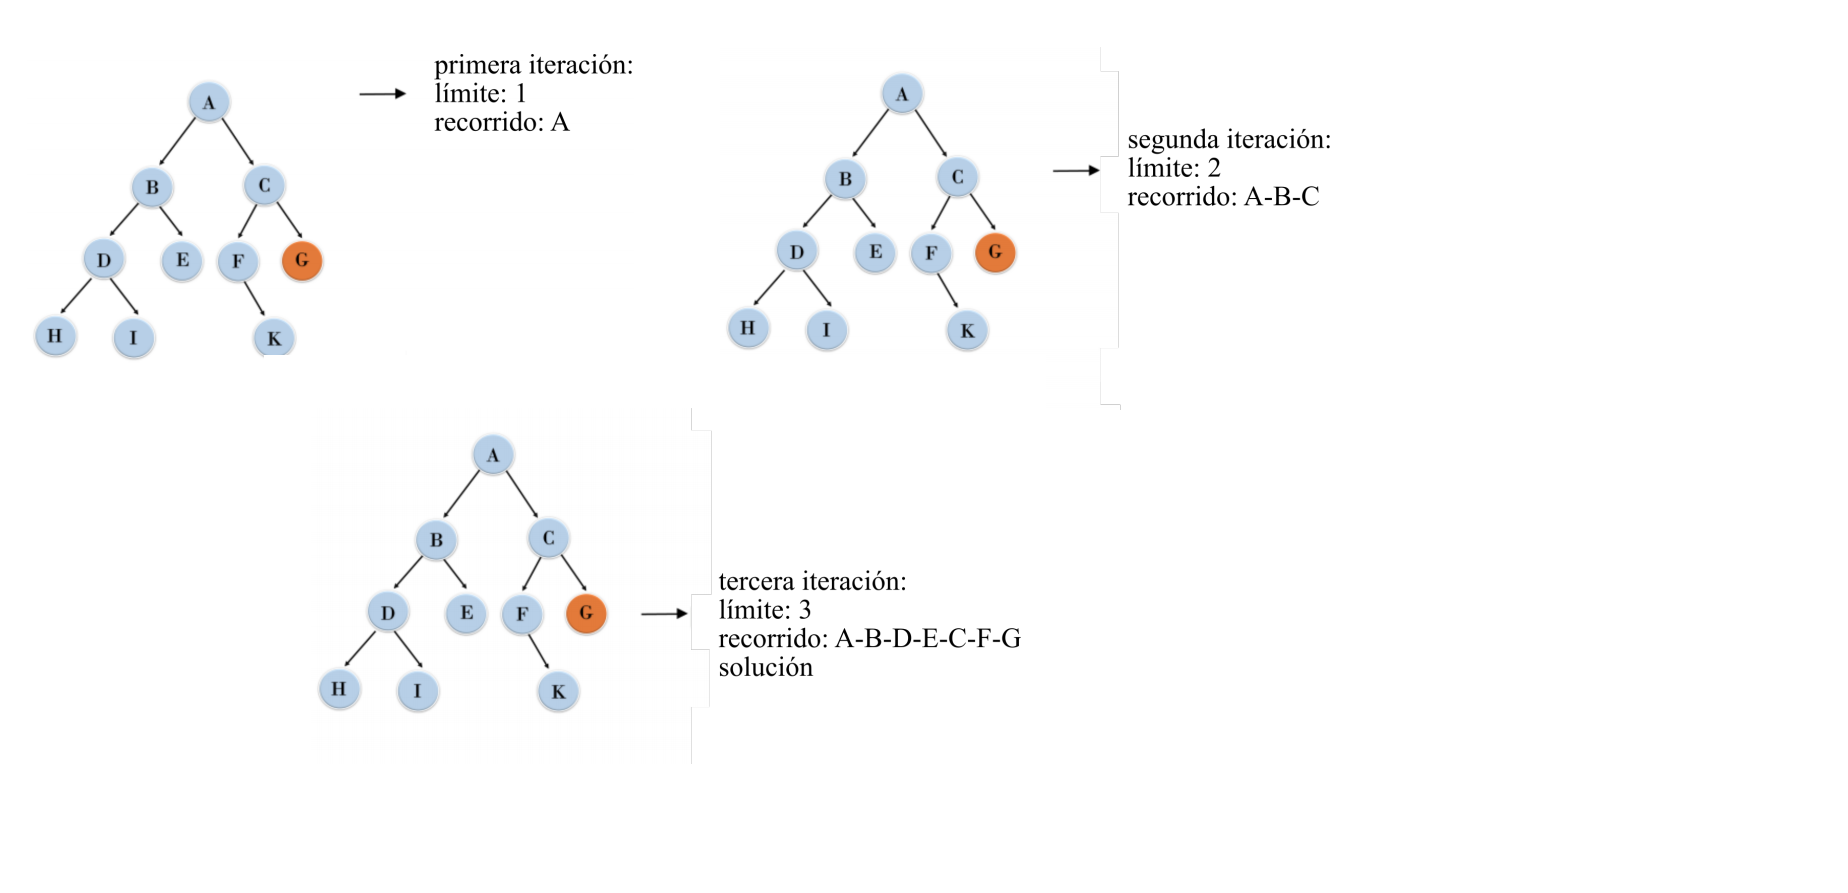 primera iteración:
límite: 1
recorrido: A
A
B
C
D
E
F
G
H
I
K
segunda iteración:
límite: 2
recorrido: A-B-C
A
B
C
D
E
F
G
H
I
K
tercera iteración:
límite: 3
recorrido: A-B-D-E-C-F-G
solución
A
B
C
D
E
F
G
H
I
K